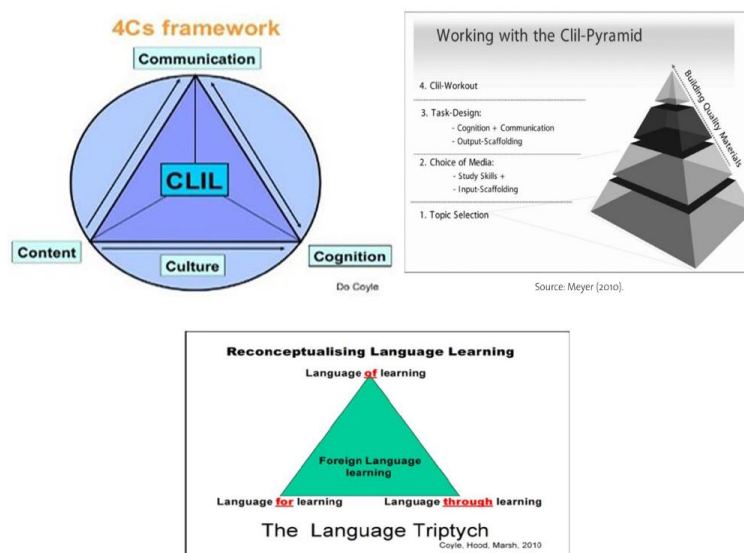 4Cs framework
Communication
CLIL
Content
Culture
Cognition
Do Coyle
Working with the Clil-Pyramid
4. Clil-Workout
3. Task-Design:
- Cognition + Communication
- Output-Scaffolding
2. Choice of Media:
- Study Skills +
- Input-Scaffolding
1. Topic Selection
Building Quality Materials
Source: Meyer (2010).
Reconceptualising Language Learning
Language of learning
Foreign Language
learning
Language for learning
Language through learning
The Language Triptych
Coyle, Hood, Marsh, 2010